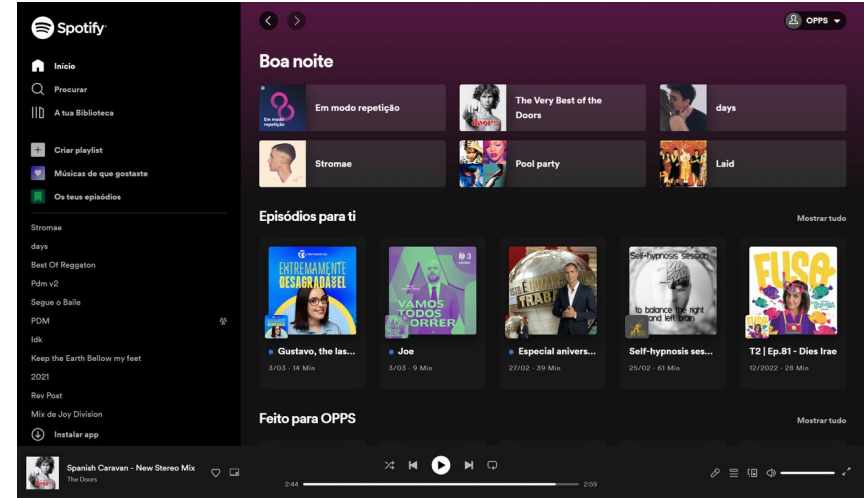 Spotify
Início
Procurar
A tua Biblioteca
Criar playlist
Músicas de que gostaste
Os teus episódios
Stromae
days
Best Of Reggaton
Pdm v2
Segue o Baile
PDM
Idk
Keep the Earth Bellow my feet
2021
Rev Post
Mix de Joy Division
Instalar app
OPPS
Boa noite
Em modo repetição
Em modo repetição
The Very Best of the
Doors
days
Stromae
Pool party
Laid
Episódios para ti
Mostrar tudo
EXTREMAMENTE
DESAGRADÁVEL
VAMOS
TODOS
MORRER
Self-hypnosis session
to balance the right
and left brain
Gustavo, the las...
3/03 · 14 Min
Joe
3/03 · 9 Min
Especial anivers...
27/02 · 39 Min
Self-hypnosis ses...
25/02 · 61 Min
T2 | Ep.81 - Dies Irae
12/2022 · 28 Min
Feito para OPPS
Mostrar tudo
Spanish Caravan - New Stereo Mix
The Doors
2:44
2:59